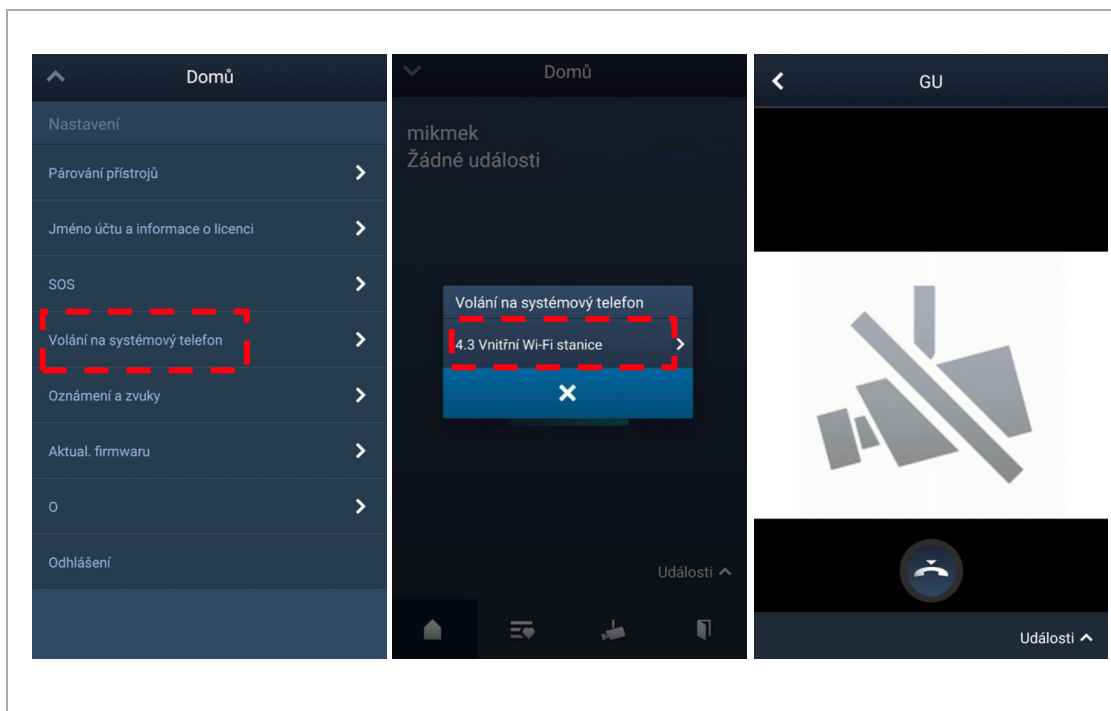 Domů
Nastavení
Párování přístrojů
Jméno účtu a informace o licenci
SOS
Volání na systémový telefon
Oznámení a zvuky
Aktual. firmwaru
O
Odhlášení
Domů
mikmek
Žádné události
Volání na systémový telefon
4.3 Vnitřní Wi-Fi stanice
Události
GU
Události